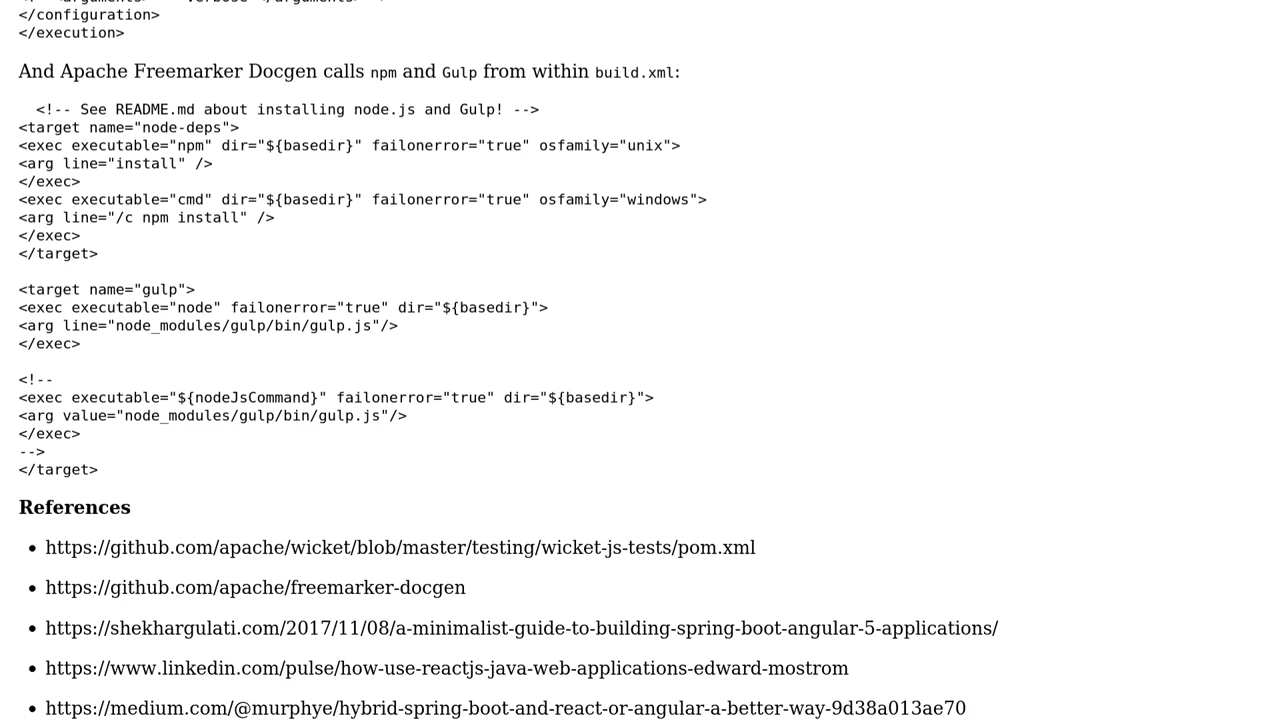 </configuration>
</execution>
And Apache Freemarker Docgen calls npm and Gulp from within build.xml:
<!-- See README.md about installing node.js and Gulp! -->
<target name="node-deps">
<exec executable="npm" dir="${basedir}" failonerror="true" osfamily="unix">
<arg line="install" />
</exec>
<exec executable="cmd" dir="${basedir}" failonerror="true" osfamily="windows">
<arg line="/c npm install" />
</exec>
</target>
<target name="gulp">
<exec executable="node" failonerror="true" dir="${basedir}">
<arg line="node_modules/gulp/bin/gulp.js"/>
</exec>
<!--
<exec executable="${nodeJsCommand}" failonerror="true" dir="${basedir}">
<arg value="node_modules/gulp/bin/gulp.js"/>
</exec>
-->
</target>
References
• https://github.com/apache/wicket/blob/master/testing/wicket-js-tests/pom.xml
• https://github.com/apache/freemarker-docgen
• https://shekhargulati.com/2017/11/08/a-minimalist-guide-to-building-spring-boot-angular-5-applications/
• https://www.linkedin.com/pulse/how-use-reactjs-java-web-applications-edward-mostrom
• https://medium.com/@murphye/hybrid-spring-boot-and-react-or-angular-a-better-way-9d38a013ae70